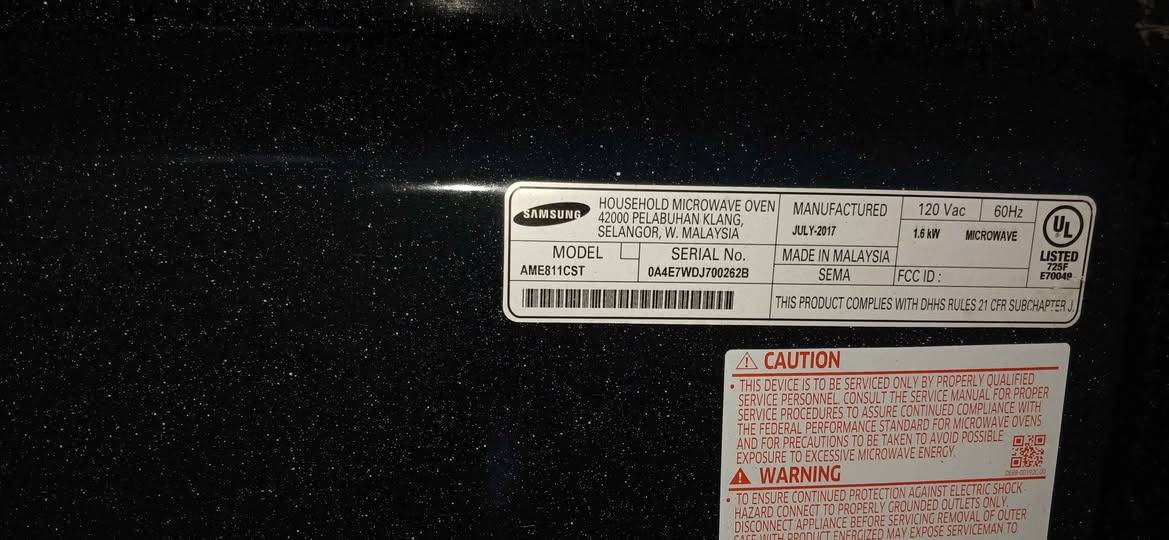 SAMSUNG
HOUSEHOLD MICROWAVE OVEN
42000 PELABUHAN KLANG,
SELANGOR, W. MALAYSIA
MODEL
AME811CST
SERIAL No.
0A4E7WDJ700262B
MANUFACTURED
JULY-2017
MADE IN MALAYSIA
SEMA
120 Vac
60Hz
1.6 kW MICROWAVE
FCC ID :
UL
LISTED
725F
E70049
THIS PRODUCT COMPLIES WITH DHHS RULES 21 CFR SUBCHAPTER J.
⚠ CAUTION
• THIS DEVICE IS TO BE SERVICED ONLY BY PROPERLY QUALIFIED
SERVICE PERSONNEL. CONSULT THE SERVICE MANUAL FOR PROPER
SERVICE PROCEDURES TO ASSURE CONTINUED COMPLIANCE WITH
THE FEDERAL PERFORMANCE STANDARD FOR MICROWAVE OVENS
AND FOR PRECAUTIONS TO BE TAKEN TO AVOID POSSIBLE
EXPOSURE TO EXCESSIVE MICROWAVE ENERGY.
⚠ WARNING
• TO ENSURE CONTINUED PROTECTION AGAINST ELECTRIC SHOCK
HAZARD CONNECT TO PROPERLY GROUNDED OUTLETS ONLY.
DISCONNECT APPLIANCE BEFORE SERVICING REMOVAL OF OUTER
CASE WITH PRODUCT ENERGIZED MAY EXPOSE SERVICEMAN TO